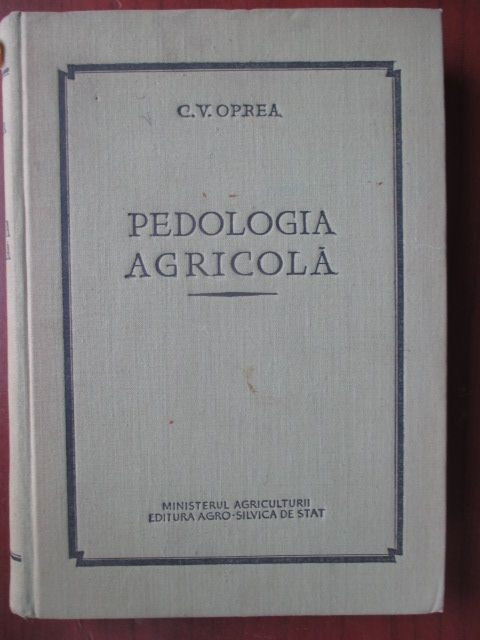 C.V. OPREA
PEDOLOGIA
AGRICOLĂ
MINISTERUL AGRICULTURII
EDITURA AGRO-SILVICA DE STAT